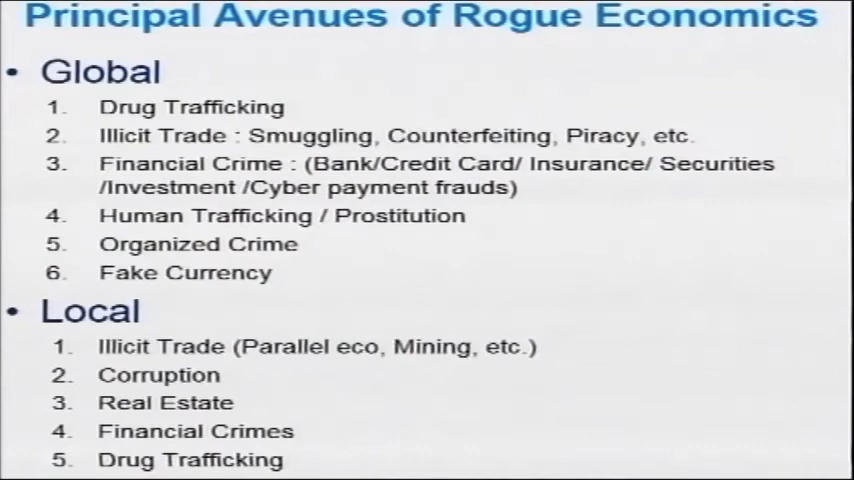 Principal Avenues of Rogue Economics
• Global
1. Drug Trafficking
2. Illicit Trade : Smuggling, Counterfeiting, Piracy, etc.
3. Financial Crime : (Bank/Credit Card/ Insurance/ Securities
/Investment /Cyber payment frauds)
4. Human Trafficking / Prostitution
5. Organized Crime
6. Fake Currency
• Local
1. Illicit Trade (Parallel eco, Mining, etc.)
2. Corruption
3. Real Estate
4. Financial Crimes
5. Drug Trafficking